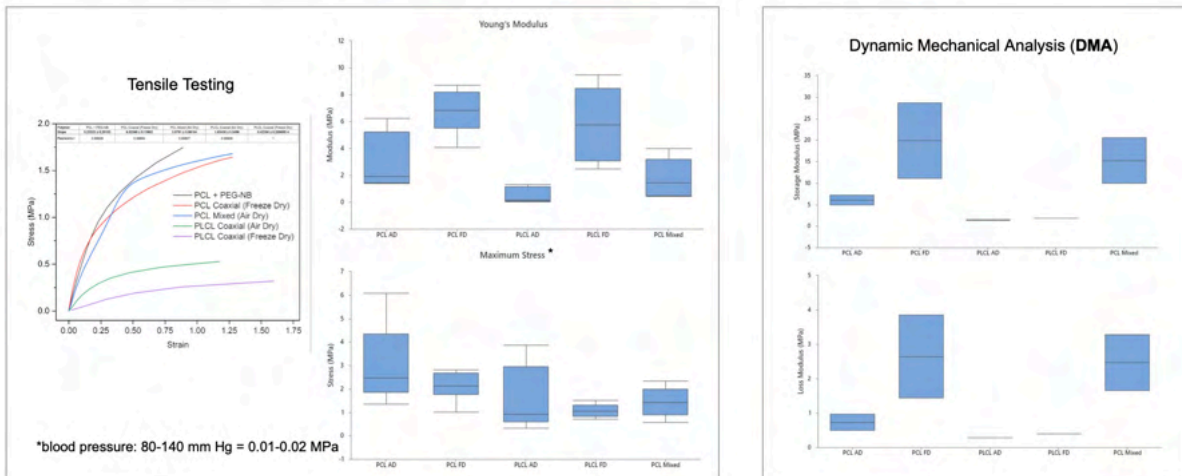 Tensile Testing
2.0
1.5
1.0
0.5
0.0
Stress (MPa)
PCL + PEG-NB
PCL Coaxial (Freeze Dry)
PCL Mixed (Air Dry)
PLCL Coaxial (Air Dry)
PLCL Coaxial (Freeze Dry)
0.00 0.25 0.50 0.75 1.00 1.25 1.50 1.75
Strain
*blood pressure: 80-140 mm Hg = 0.01-0.02 MPa
Young's Modulus
12
10
8
6
4
2
0
-2
Modulus (MPa)
PCL AD PCL FD PLCL AD PLCL FD PCL Mixed
Maximum Stress *
7
6
5
4
3
2
1
0
-1
Stress (MPa)
PCL AD PCL FD PLCL AD PLCL FD PCL Mixed
Dynamic Mechanical Analysis (DMA)
35
30
25
20
15
10
5
0
-5
Storage Modulus (MPa)
PCL AD PCL FD PLCL AD PLCL FD PCL Mixed
5
4
3
2
1
0
Loss Modulus (MPa)
PCL AD PCL FD PLCL AD PLCL FD PCL Mixed